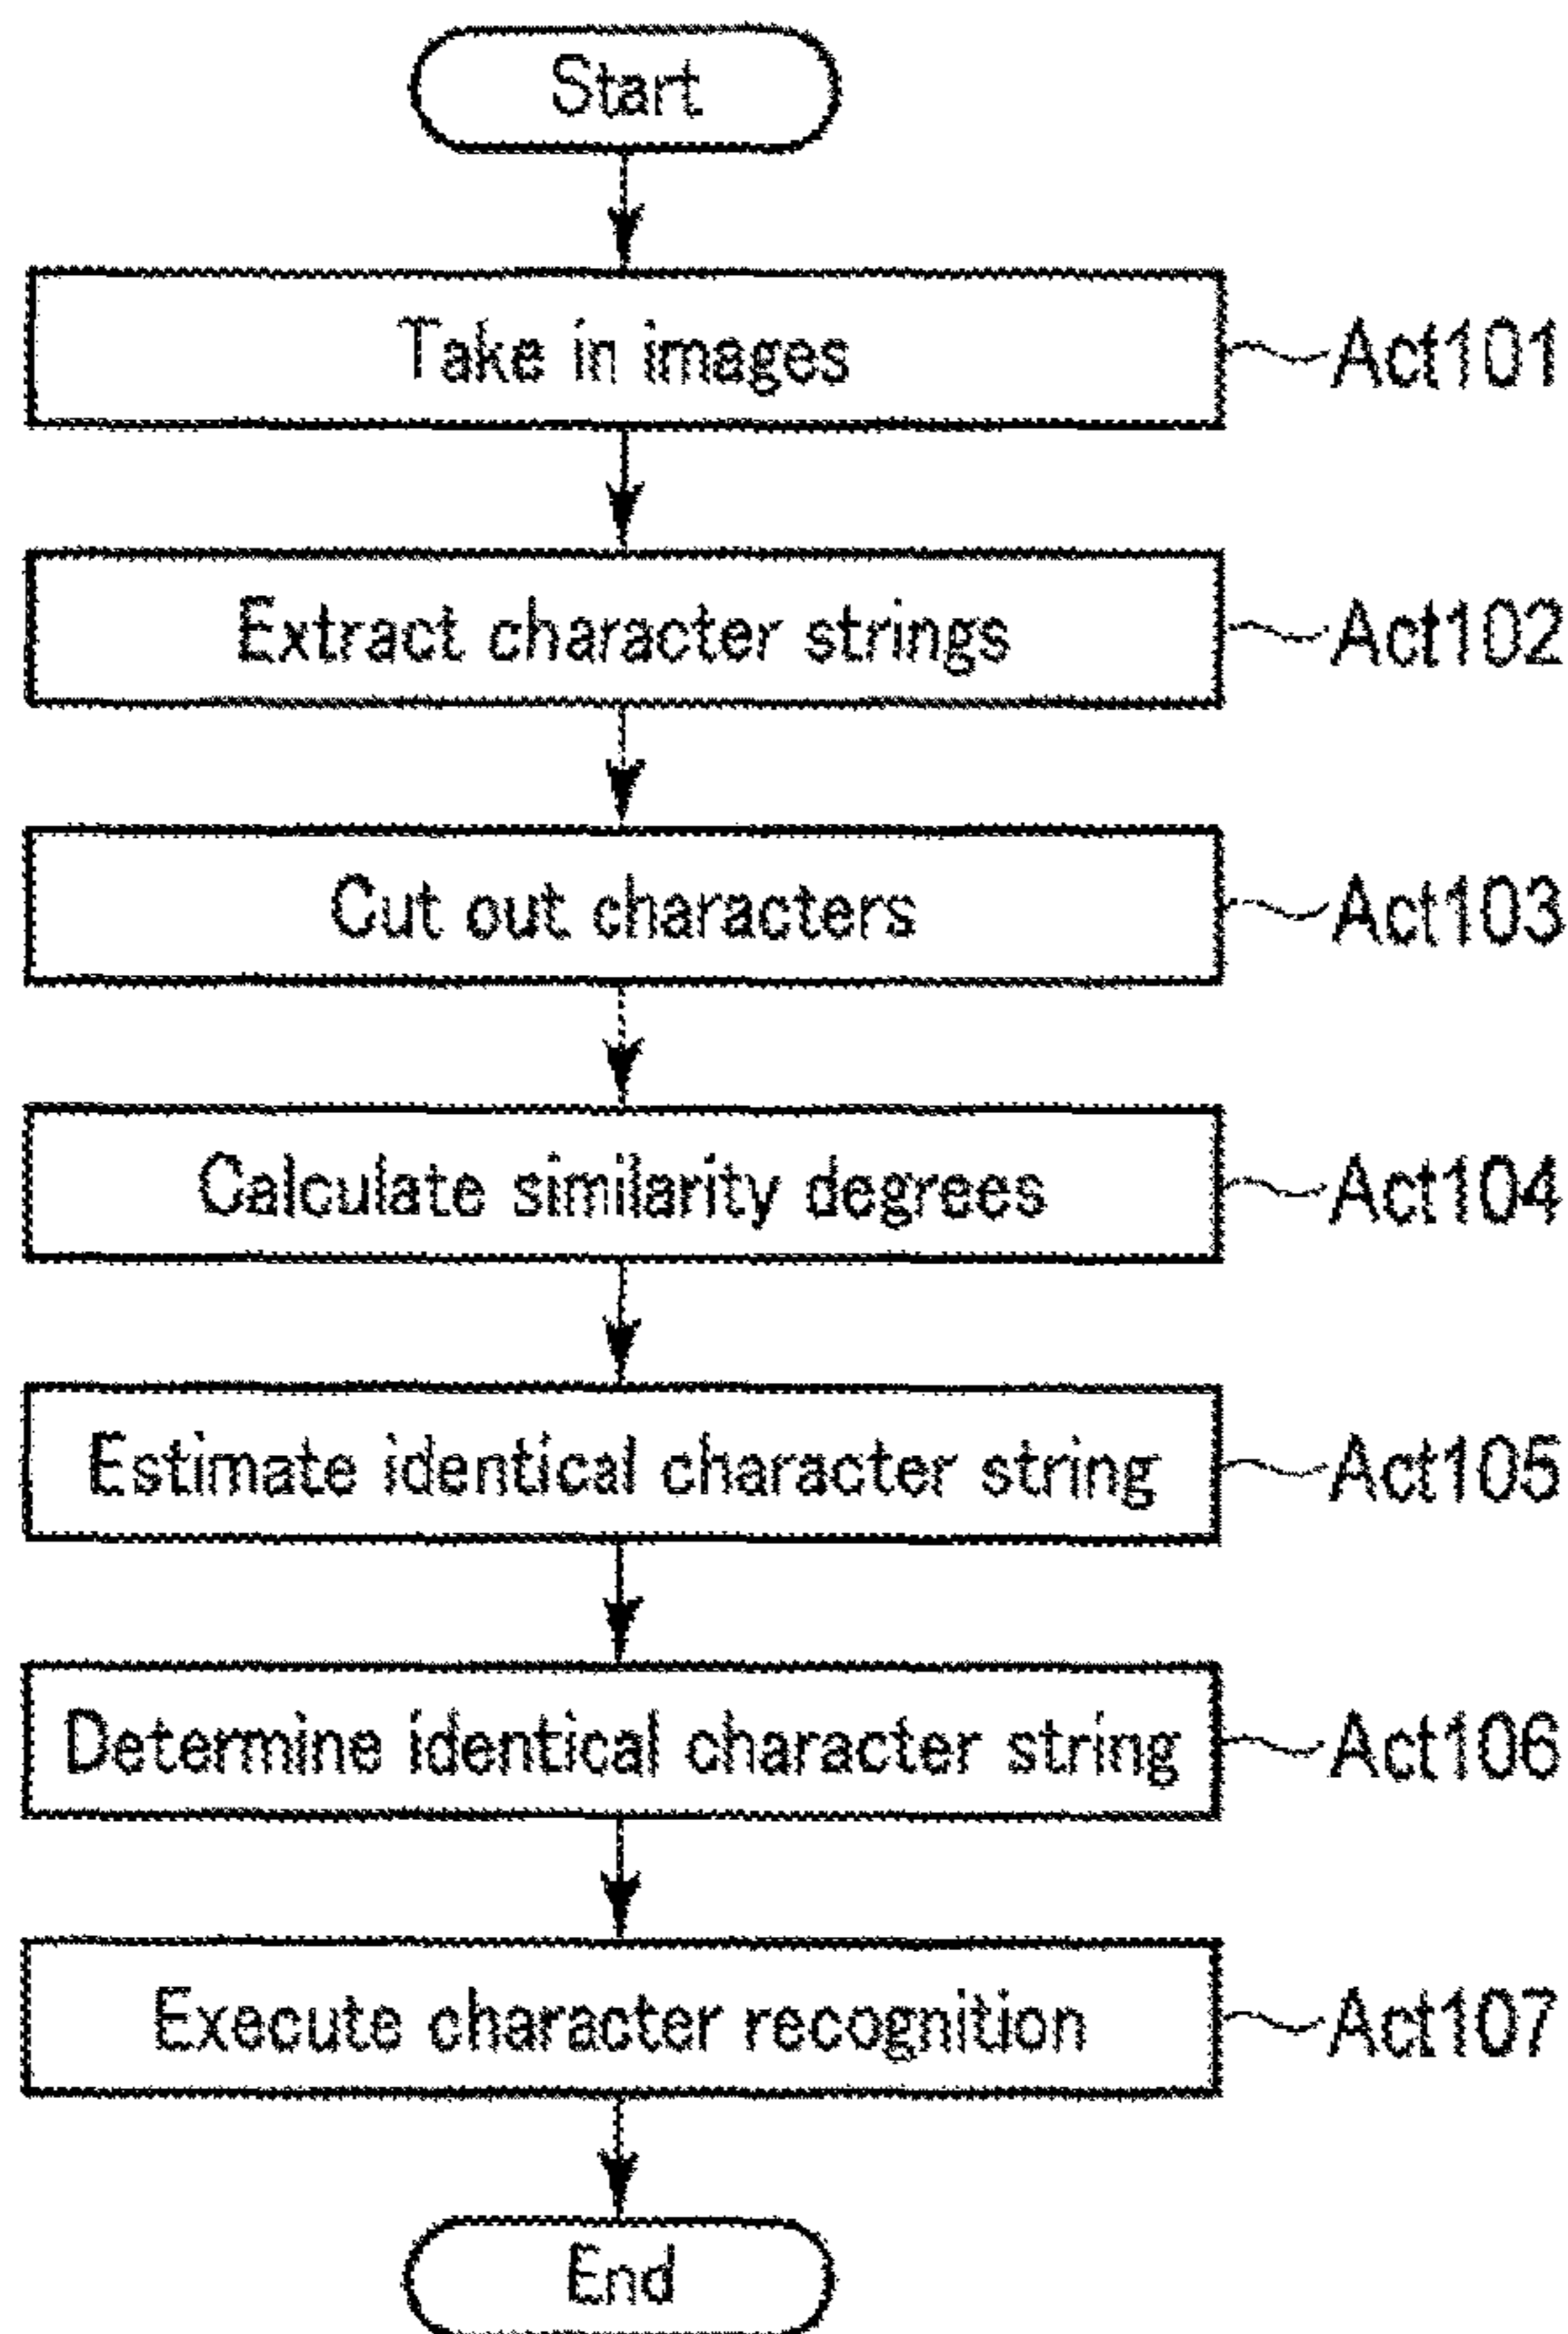 Start
Take in images
Act101
Extract character strings
Act102
Cut out characters
Act103
Calculate similarity degrees
Act104
Estimate identical character string
Act105
Determine identical character string
Act106
Execute character recognition
Act107
End